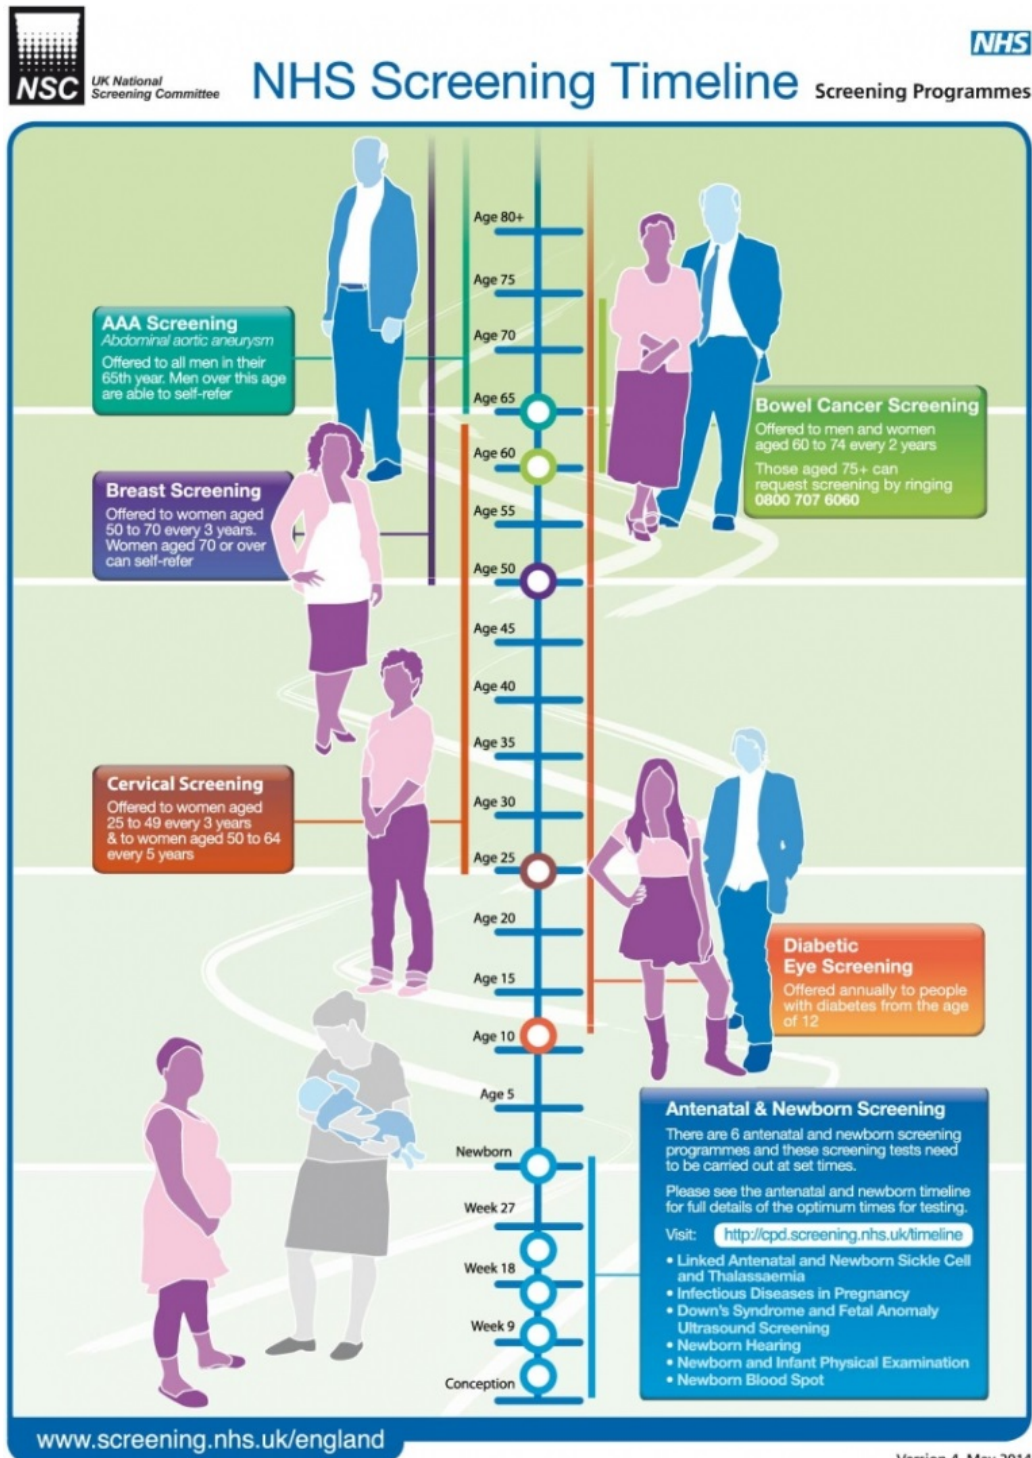 NSC
UK National
Screening Committee
NHS Screening Timeline
NHS
Screening Programmes
Age 80+
Age 75
Age 70
Age 65
Age 60
Age 55
Age 50
Age 45
Age 40
Age 35
Age 30
Age 25
Age 20
Age 15
Age 10
Age 5
Newborn
Week 27
Week 18
Week 9
Conception
AAA Screening
Abdominal aortic aneurysm
Offered to all men in their
65th year. Men over this age
are able to self-refer
Bowel Cancer Screening
Offered to men and women
aged 60 to 74 every 2 years
Those aged 75+ can
request screening by ringing
0800 707 6060
Breast Screening
Offered to women aged
50 to 70 every 3 years.
Women aged 70 or over
can self-refer
Cervical Screening
Offered to women aged
25 to 49 every 3 years
& to women aged 50 to 64
every 5 years
Diabetic
Eye Screening
Offered annually to people
with diabetes from the age
of 12
Antenatal & Newborn Screening
There are 6 antenatal and newborn screening
programmes and these screening tests need
to be carried out at set times.
Please see the antenatal and newborn timeline
for full details of the optimum times for testing.
Visit: http://cpd.screening.nhs.uk/timeline
• Linked Antenatal and Newborn Sickle Cell
and Thalassaemia
• Infectious Diseases in Pregnancy
• Down's Syndrome and Fetal Anomaly
Ultrasound Screening
• Newborn Hearing
• Newborn and Infant Physical Examination
• Newborn Blood Spot
www.screening.nhs.uk/england
Version 4, May 2014